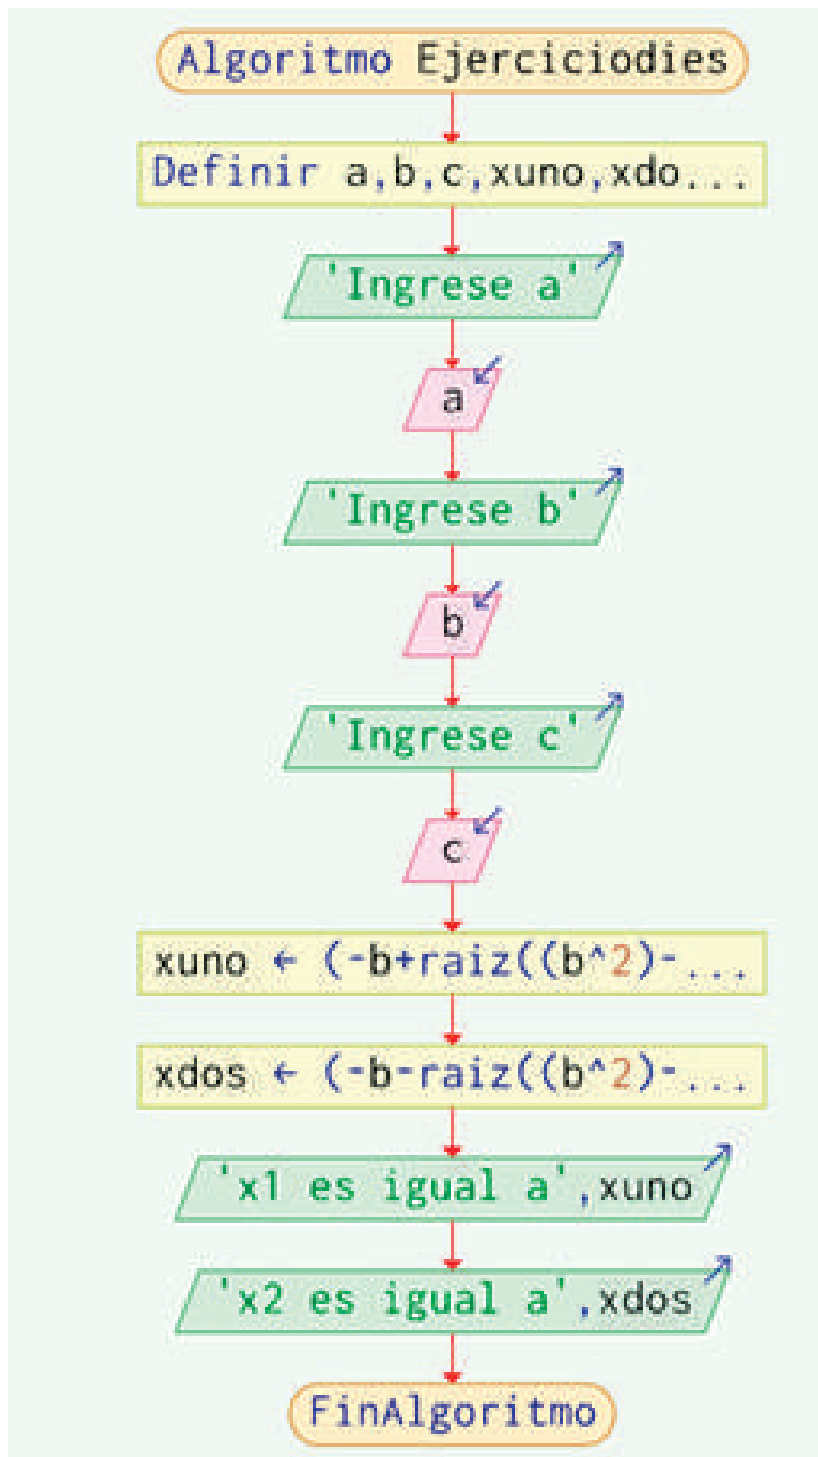 Algoritmo Ejerciciodies
Definir a,b,c,xuno,xdo...
'Ingrese a'
a
'Ingrese b'
b
'Ingrese c'
c
xuno ← (-b+raiz((b^2)-...
xdos ← (-b-raiz((b^2)-...
'x1 es igual a',xuno
'x2 es igual a',xdos
FinAlgoritmo